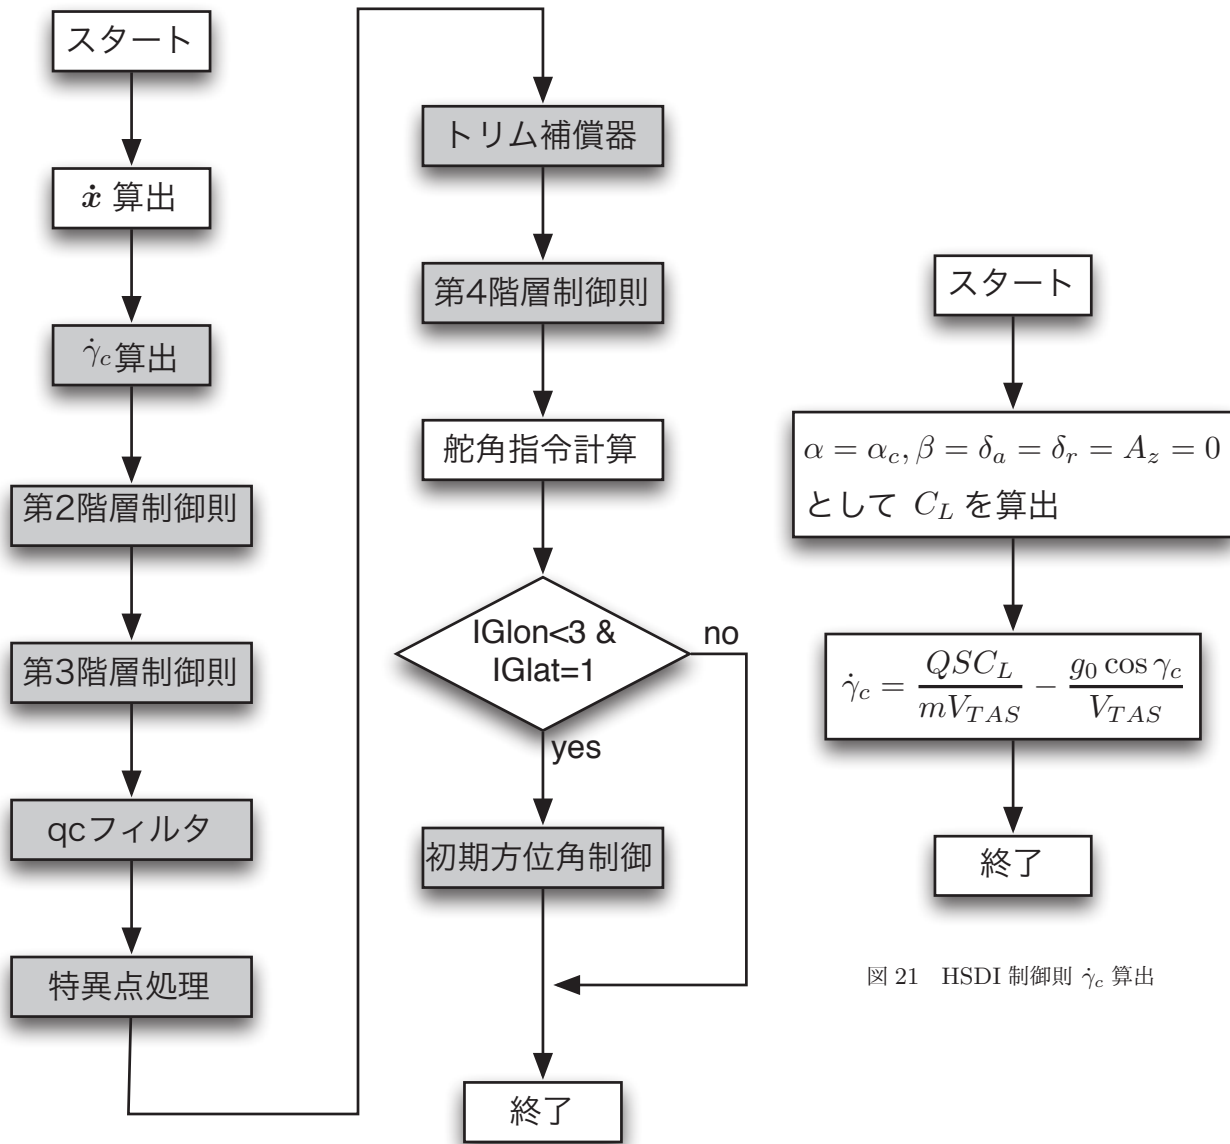 スタート
ẋ 算出
γ̇c算出
第2階層制御則
第3階層制御則
qcフィルタ
特異点処理
トリム補償器
第4階層制御則
舵角指令計算
IGlon<3 &
IGlat=1
no
yes
初期方位角制御
終了
スタート
α = αc, β = δa = δr = Az = 0
として CL を算出
γ̇c = QSCL / mVTAS − g0 cos γc / VTAS
終了
図 21 HSDI 制御則 γ̇c 算出